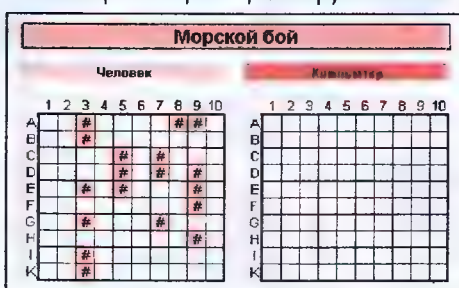 Морской бой
Человек Компьютер
1 2 3 4 5 6 7 8 9 10 1 2 3 4 5 6 7 8 9 10
A # # # A
B # B
C # # C
D # # # D
E # # # E
F # F
G # # G
H # H
I # I
K # K